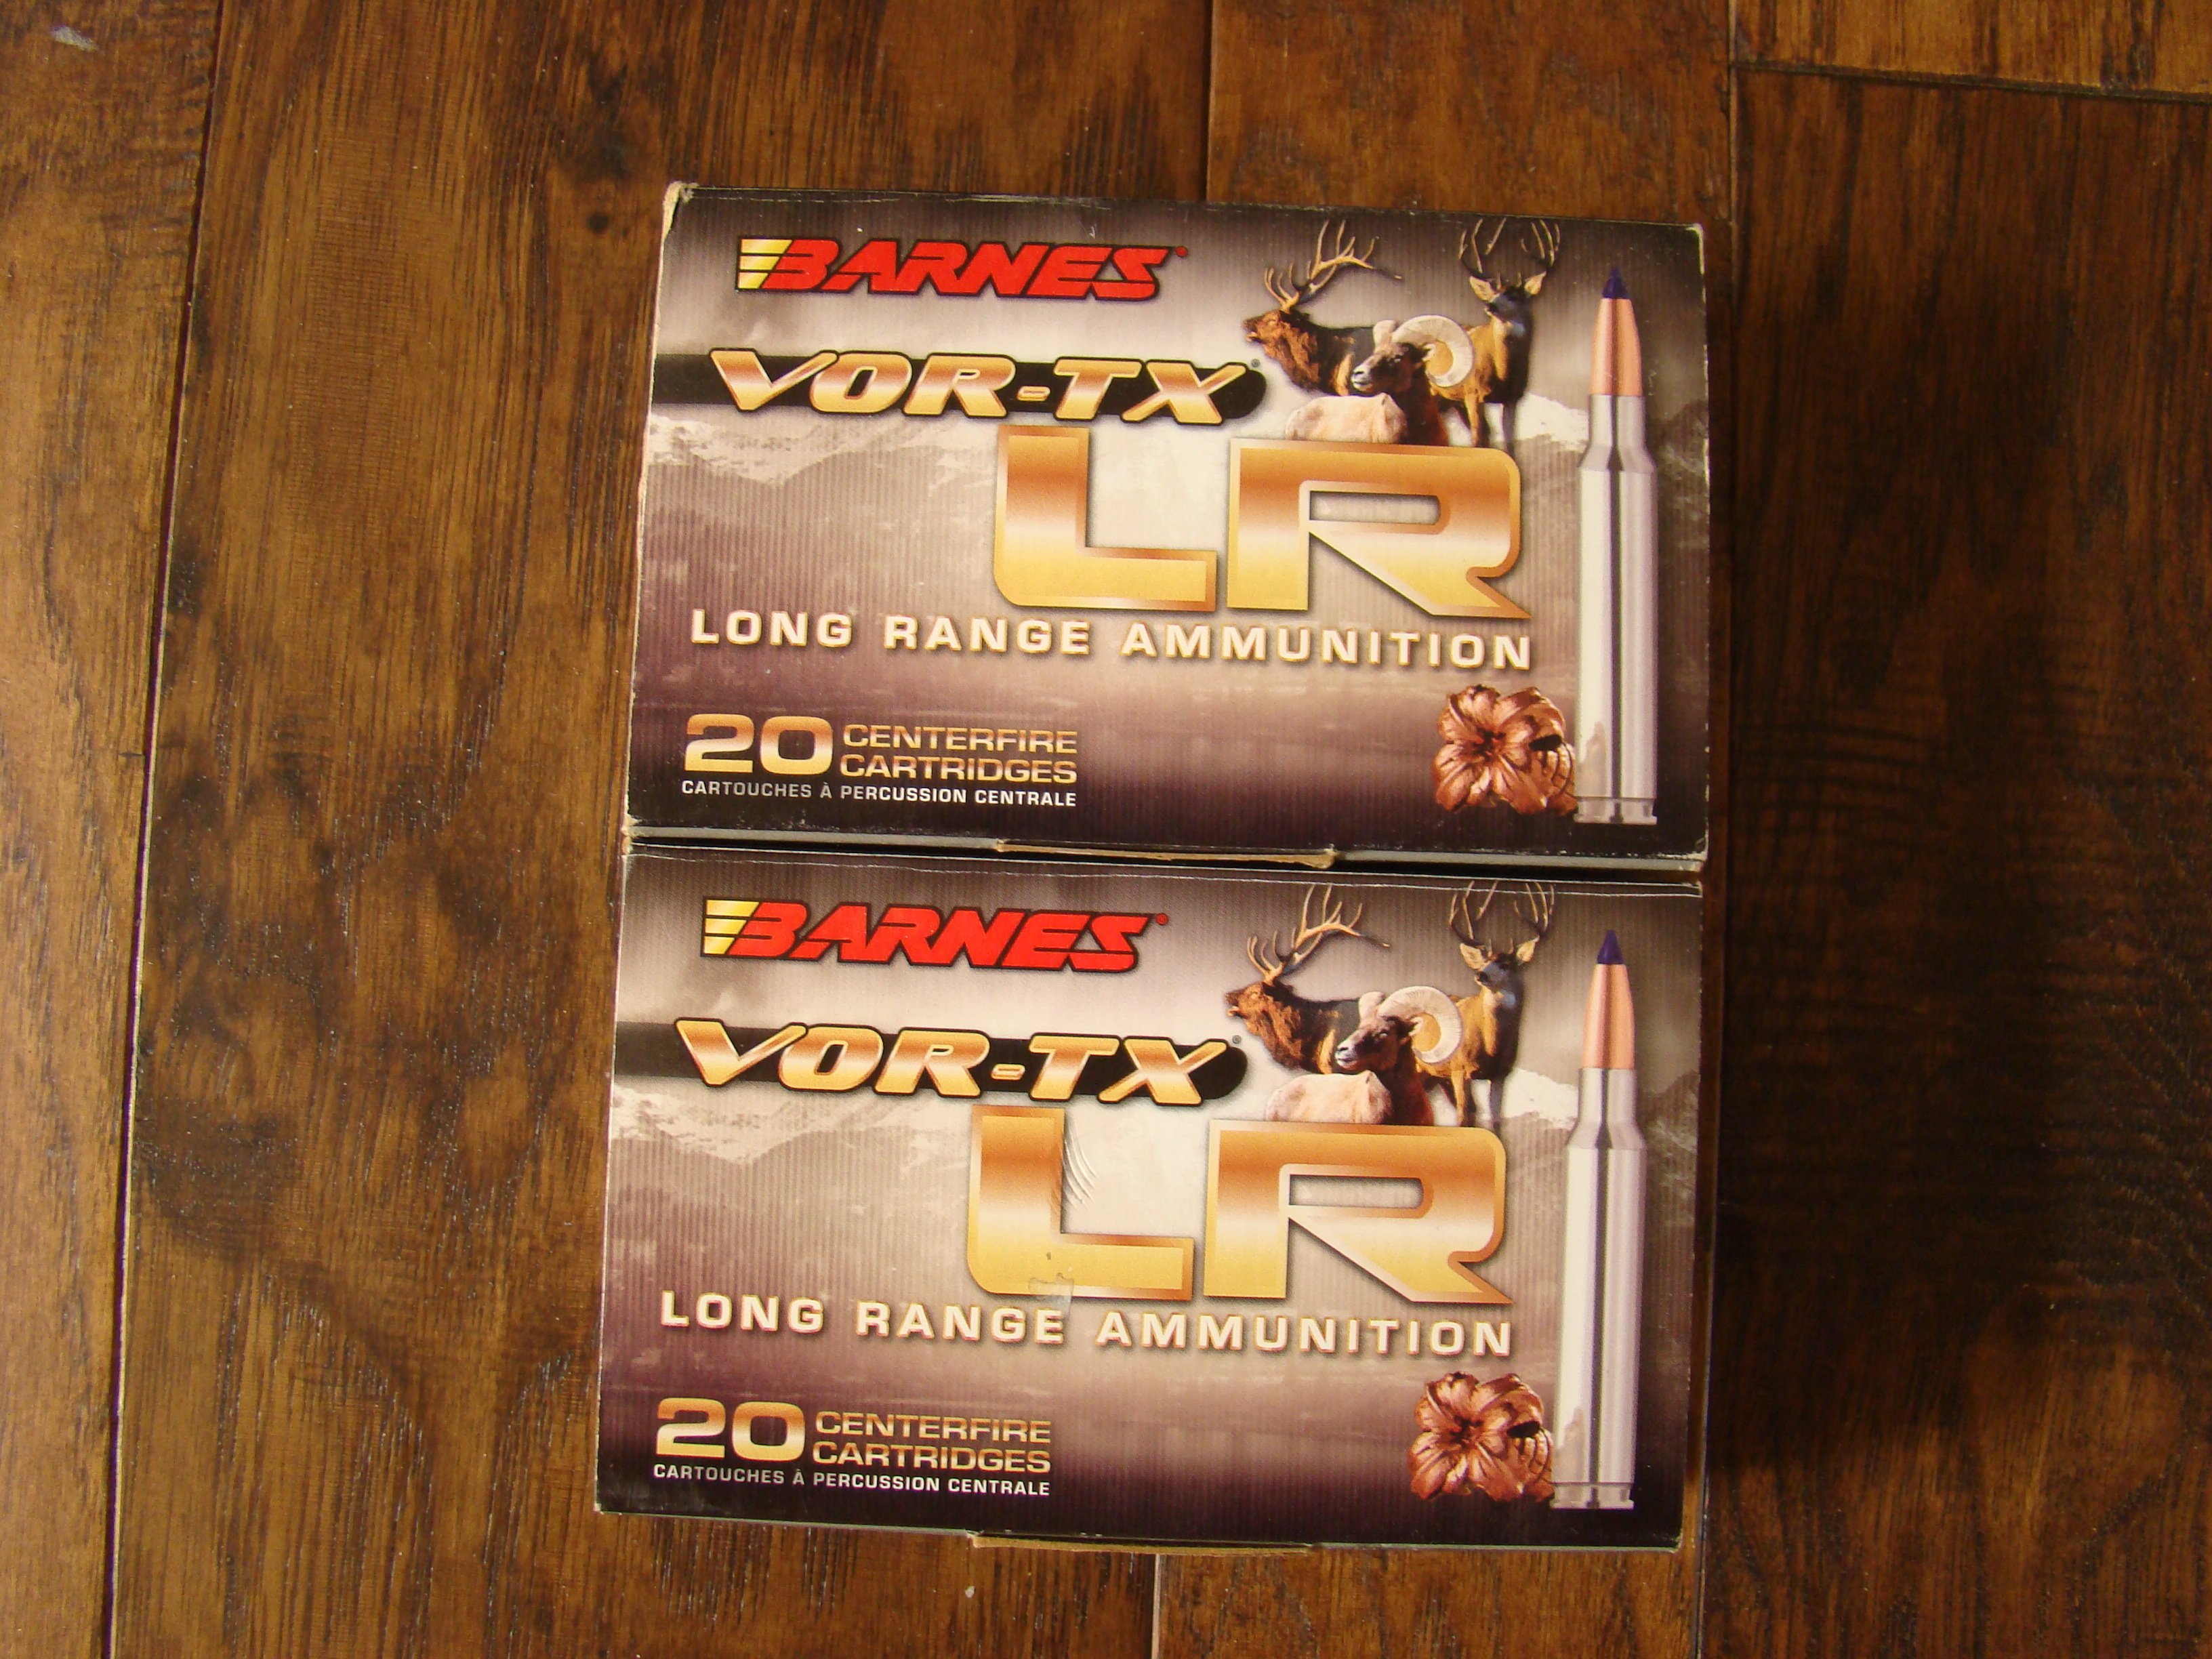 BARNES®
VOR-TX®
LR
LONG RANGE AMMUNITION
20 CENTERFIRE
CARTRIDGES
CARTOUCHES À PERCUSSION CENTRALE
BARNES®
VOR-TX®
LR
LONG RANGE AMMUNITION
20 CENTERFIRE
CARTRIDGES
CARTOUCHES À PERCUSSION CENTRALE